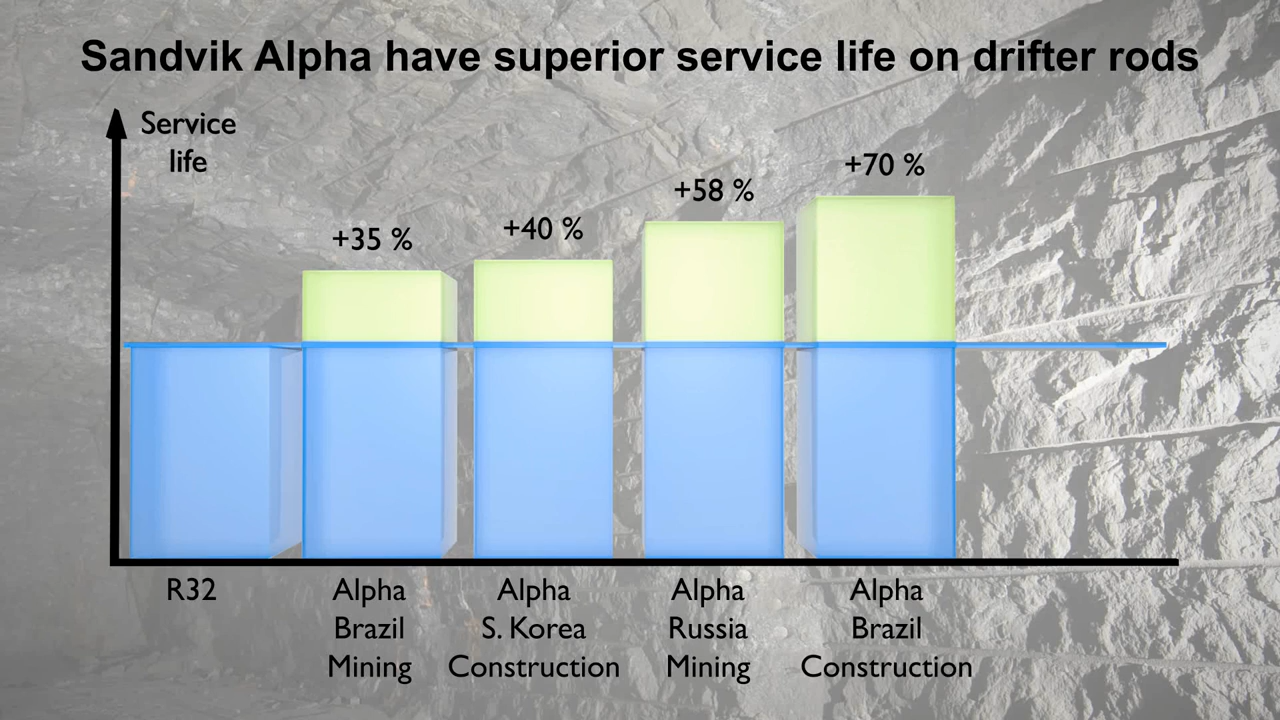 Sandvik Alpha have superior service life on drifter rods
Service
life
+35 %
+40 %
+58 %
+70 %
R32
Alpha
Brazil
Mining
Alpha
S. Korea
Construction
Alpha
Russia
Mining
Alpha
Brazil
Construction